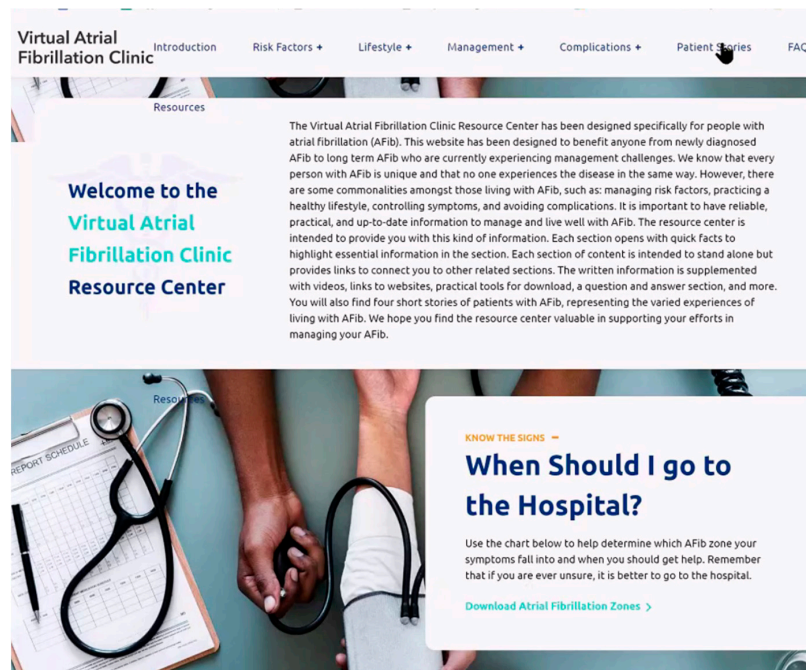 Virtual Atrial
Fibrillation Clinic
Introduction
Risk Factors +
Lifestyle +
Management +
Complications +
Patient Stories
FAQ
Resources
Welcome to the
Virtual Atrial
Fibrillation Clinic
Resource Center
The Virtual Atrial Fibrillation Clinic Resource Center has been designed specifically for people with
atrial fibrillation (AFib). This website has been designed to benefit anyone from newly diagnosed
AFib to long term AFib who are currently experiencing management challenges. We know that every
person with AFib is unique and that no one experiences the disease in the same way. However, there
are some commonalities amongst those living with AFib, such as: managing risk factors, practicing a
healthy lifestyle, controlling symptoms, and avoiding complications. It is important to have reliable,
practical, and up-to-date information to manage and live well with AFib. The resource center is
intended to provide you with this kind of information. Each section opens with quick facts to
highlight essential information in the section. Each section of content is intended to stand alone but
provides links to connect you to other related sections. The written information is supplemented
with videos, links to websites, practical tools for download, a question and answer section, and more.
You will also find four short stories of patients with AFib, representing the varied experiences of
living with AFib. We hope you find the resource center valuable in supporting your efforts in
managing your AFib.
Resources
REPORT SCHEDULE
KNOW THE SIGNS –
When Should I go to
the Hospital?
Use the chart below to help determine which AFib zone your
symptoms fall into and when you should get help. Remember
that if you are ever unsure, it is better to go to the hospital.
Download Atrial Fibrillation Zones >